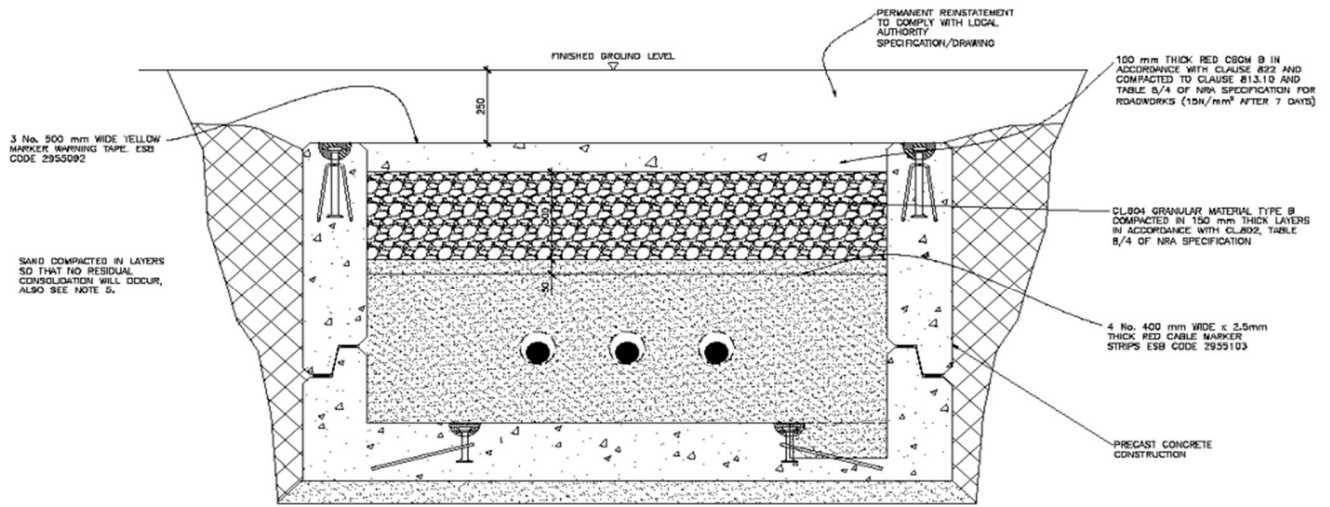 PERMANENT REINSTATEMENT
TO COMPLY WITH LOCAL
AUTHORITY
SPECIFICATION/DRAWING
FINISHED GROUND LEVEL
100 mm THICK RED CBGM B IN
ACCORDANCE WITH CLAUSE 822 AND
COMPACTED TO CLAUSE 813.10 AND
TABLE 8/4 OF NRA SPECIFICATION FOR
ROADWORKS (15N/mm² AFTER 7 DAYS)
250
3 No. 500 mm WIDE YELLOW
MARKER WARNING TAPE. ESB
CODE 2955092
CL.804 GRANULAR MATERIAL TYPE B
COMPACTED IN 150 mm THICK LAYERS
IN ACCORDANCE WITH CL.802, TABLE
8/4 OF NRA SPECIFICATION
SAND COMPACTED IN LAYERS
SO THAT NO RESIDUAL
CONSOLIDATION WILL OCCUR,
ALSO SEE NOTE 5.
50
4 No. 400 mm WIDE x 2.5mm
THICK RED CABLE MARKER
STRIPS ESB CODE 2955103
PRECAST CONCRETE
CONSTRUCTION